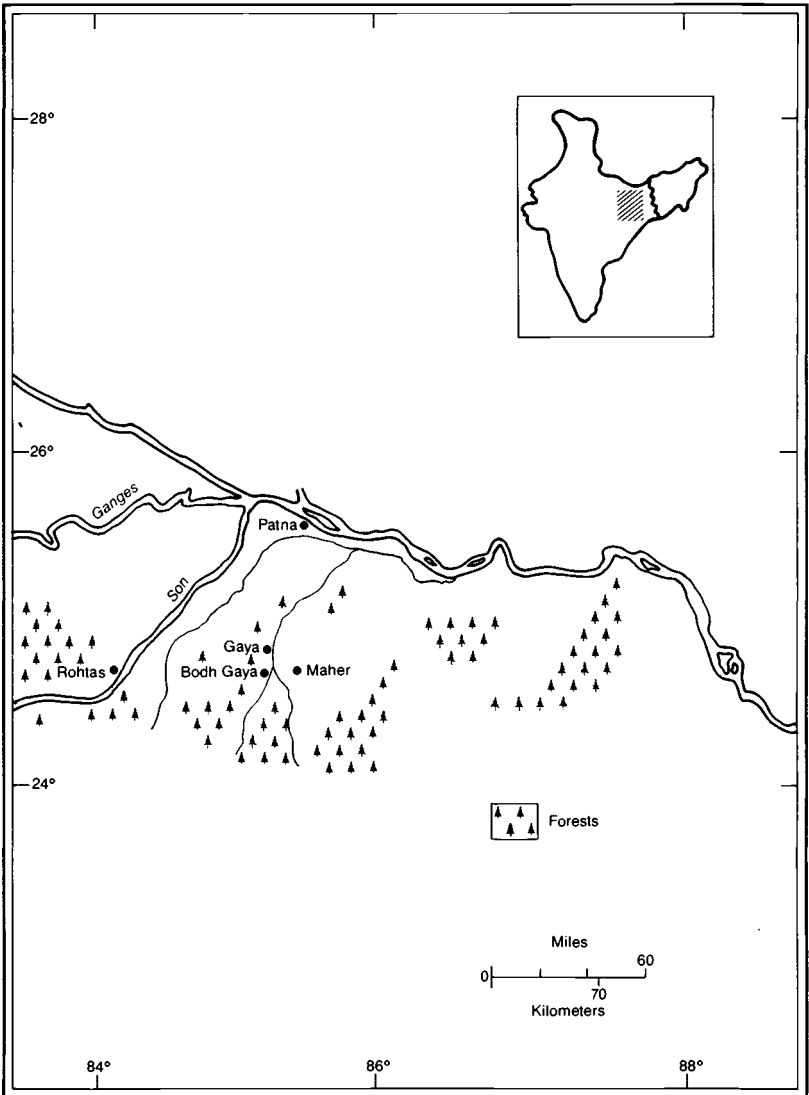 28°
26°
Ganges
Patna
Son
Gaya
Rohtas
Bodh Gaya
Maher
24°
Forests
Miles
0
60
70
Kilometers
84°
86°
88°